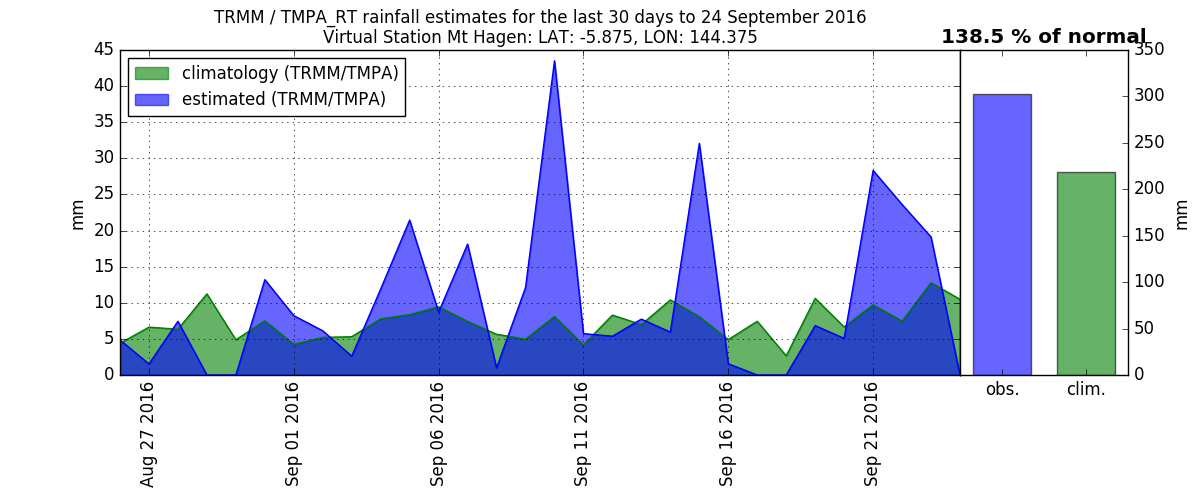 TRMM / TMPA_RT rainfall estimates for the last 30 days to 24 September 2016
Virtual Station Mt Hagen: LAT: -5.875, LON: 144.375
138.5 % of normal
climatology (TRMM/TMPA)
estimated (TRMM/TMPA)
45
40
35
30
25
20
15
10
5
0
mm
Aug 27 2016
Sep 01 2016
Sep 06 2016
Sep 11 2016
Sep 16 2016
Sep 21 2016
350
300
250
200
150
100
50
0
mm
obs.
clim.